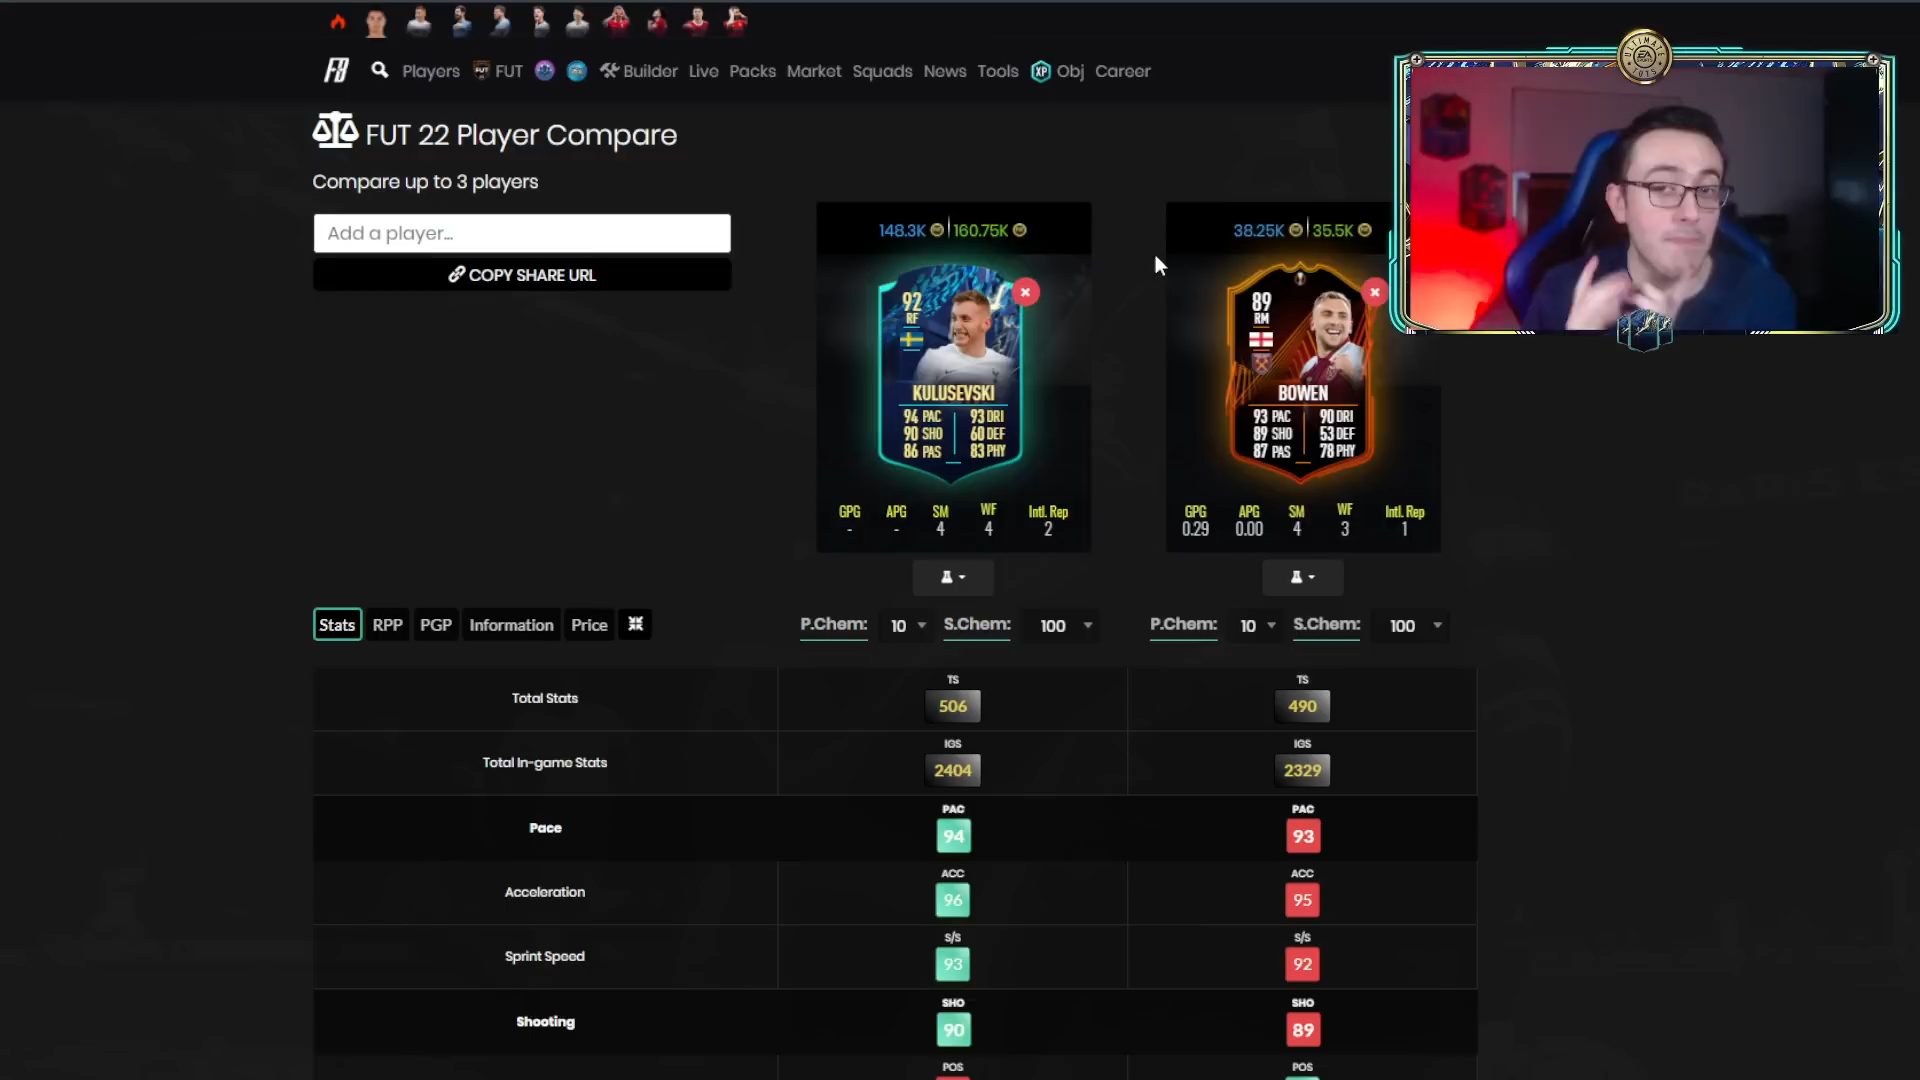 Players FUT Builder Live Packs Market Squads News Tools XP Obj Career
FUT 22 Player Compare
Compare up to 3 players
Add a player...
COPY SHARE URL
148.3K 160.75K
92
RF
KULUSEVSKI
94 PAC 93 DRI
90 SHO 60 DEF
86 PAS 83 PHY
GPG APG SM WF Intl. Rep
- - 4 4 2
38.25K 35.5K
89
RM
BOWEN
93 PAC 90 DRI
89 SHO 53 DEF
87 PAS 78 PHY
GPG APG SM WF Intl. Rep
0.29 0.00 4 3 1
ULTIMATE
EA
TOTS
Stats RPP PGP Information Price
P.Chem: 10 S.Chem: 100 P.Chem: 10 S.Chem: 100
TS TS
Total Stats 506 490
IGS IGS
Total In-game Stats 2404 2329
PAC PAC
Pace 94 93
ACC ACC
Acceleration 96 95
S/S S/S
Sprint Speed 93 92
SHO SHO
Shooting 90 89
POS POS